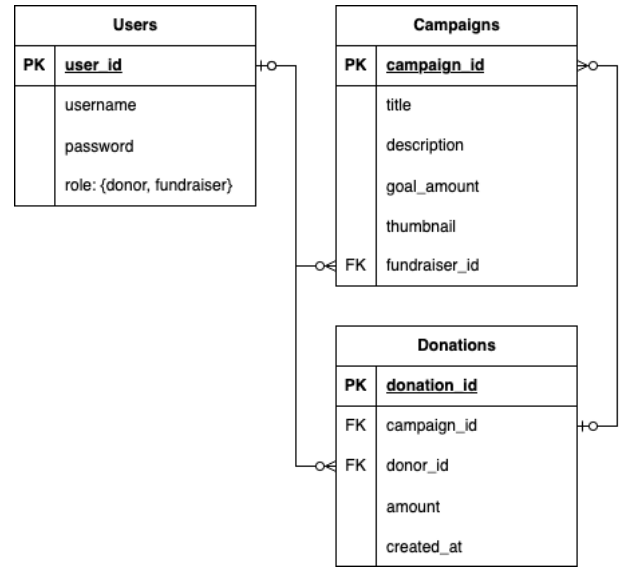 Users
PK user_id
username
password
role: {donor, fundraiser}
Campaigns
PK campaign_id
title
description
goal_amount
thumbnail
FK fundraiser_id
Donations
PK donation_id
FK campaign_id
FK donor_id
amount
created_at